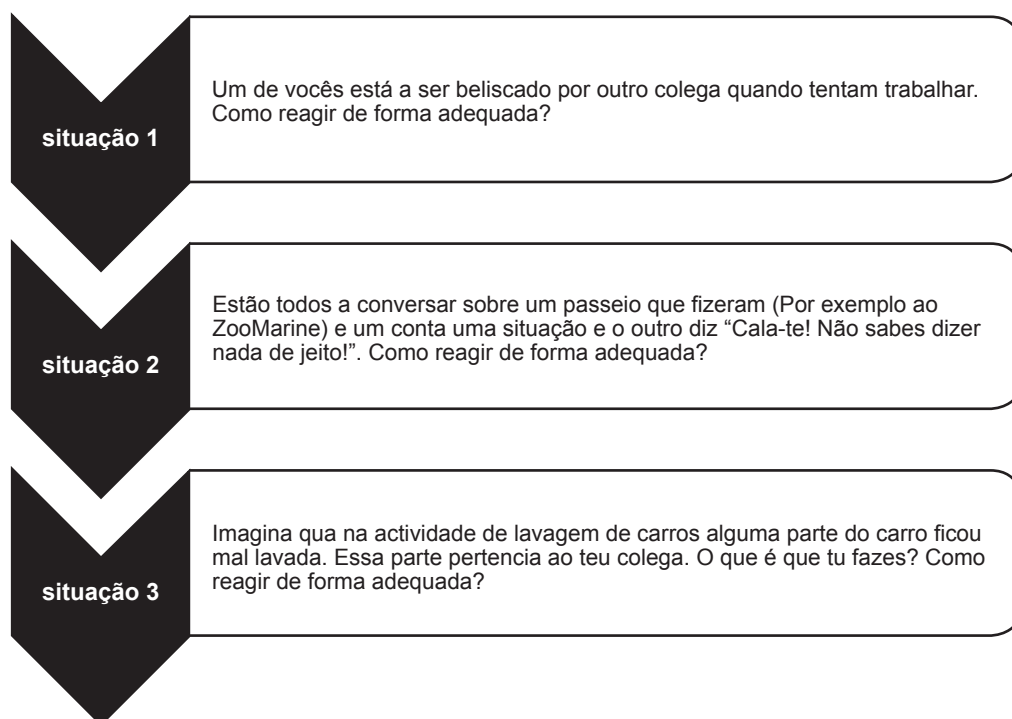 situação 1
Um de vocês está a ser beliscado por outro colega quando tentam trabalhar.
Como reagir de forma adequada?
situação 2
Estão todos a conversar sobre um passeio que fizeram (Por exemplo ao
ZooMarine) e um conta uma situação e o outro diz “Cala-te! Não sabes dizer
nada de jeito!”. Como reagir de forma adequada?
situação 3
Imagina qua na actividade de lavagem de carros alguma parte do carro ficou
mal lavada. Essa parte pertencia ao teu colega. O que é que tu fazes? Como
reagir de forma adequada?